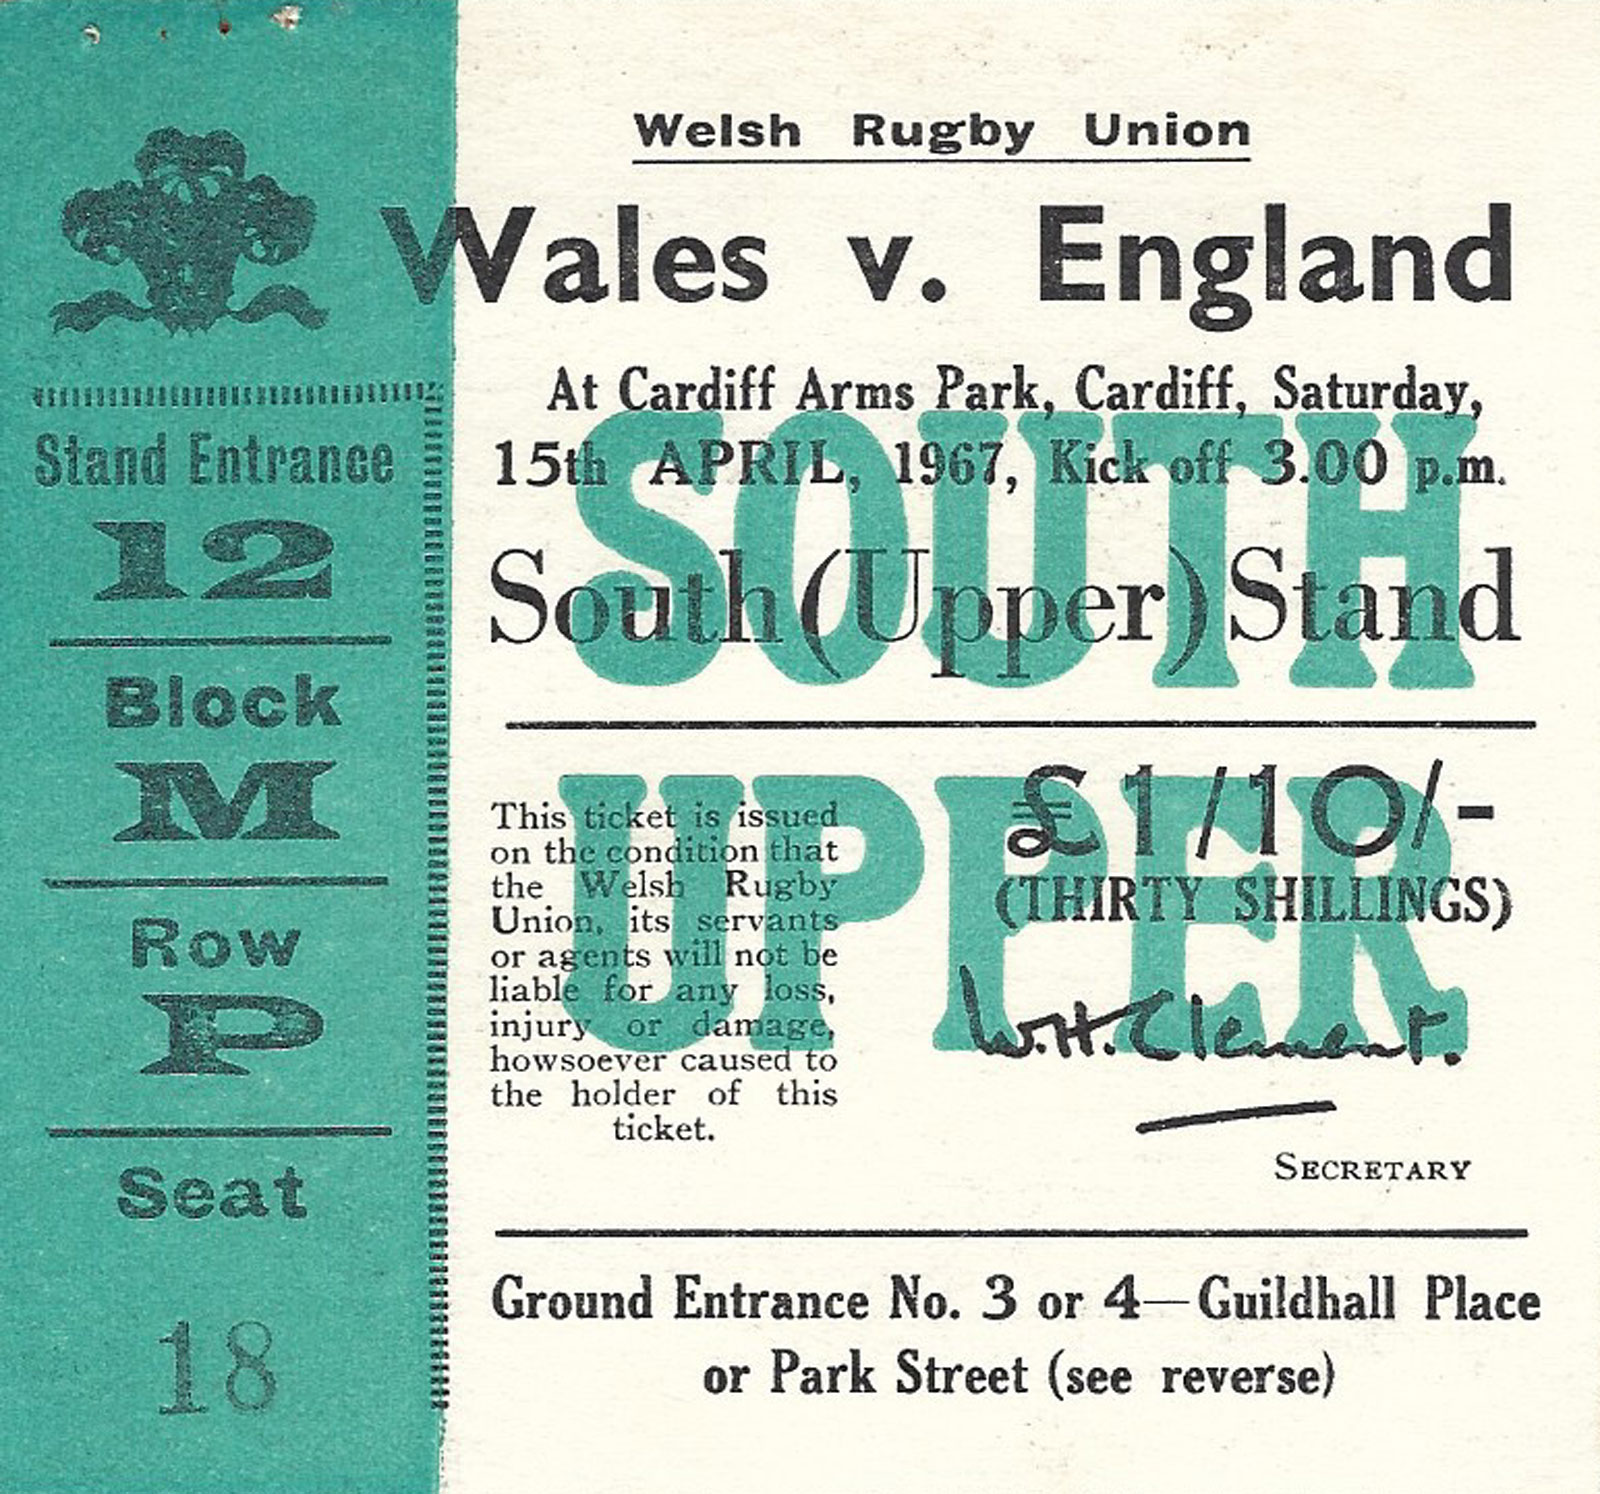 Welsh Rugby Union
Wales v. England
At Cardiff Arms Park, Cardiff, Saturday,
15th APRIL, 1967, Kick off 3.00 p.m.
SOUTH
South (Upper) Stand
UPPER
£1/10/-
(THIRTY SHILLINGS)
This ticket is issued
on the condition that
the Welsh Rugby
Union, its servants
or agents will not be
liable for any loss,
injury or damage,
howsoever caused to
the holder of this
ticket.
W.H. Clement.
SECRETARY
Ground Entrance No. 3 or 4—Guildhall Place
or Park Street (see reverse)
Stand Entrance
12
Block
M
Row
P
Seat
18